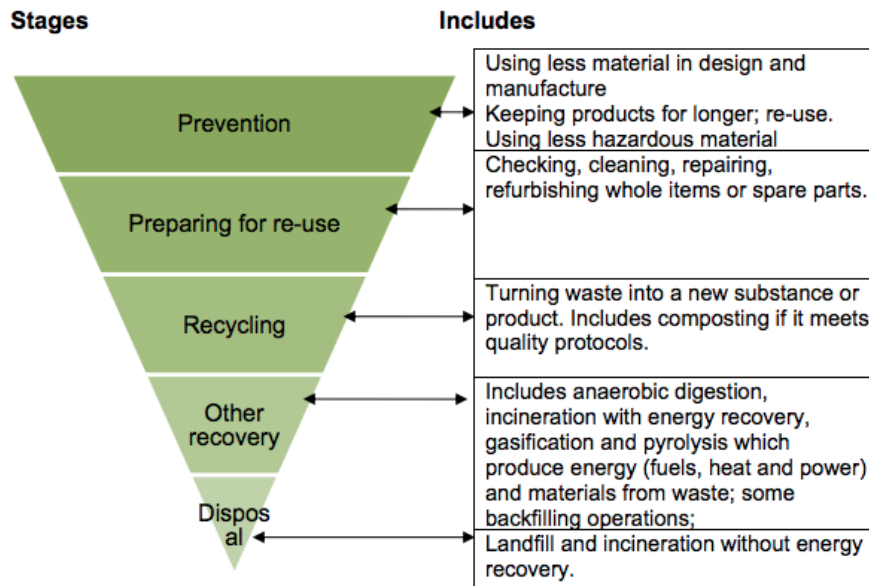 Stages
Includes
Prevention
Using less material in design and
manufacture
Keeping products for longer; re-use.
Using less hazardous material
Preparing for re-use
Checking, cleaning, repairing,
refurbishing whole items or spare parts.
Recycling
Turning waste into a new substance or
product. Includes composting if it meets
quality protocols.
Other
recovery
Includes anaerobic digestion,
incineration with energy recovery,
gasification and pyrolysis which
produce energy (fuels, heat and power)
and materials from waste; some
backfilling operations;
Dispos
al
Landfill and incineration without energy
recovery.